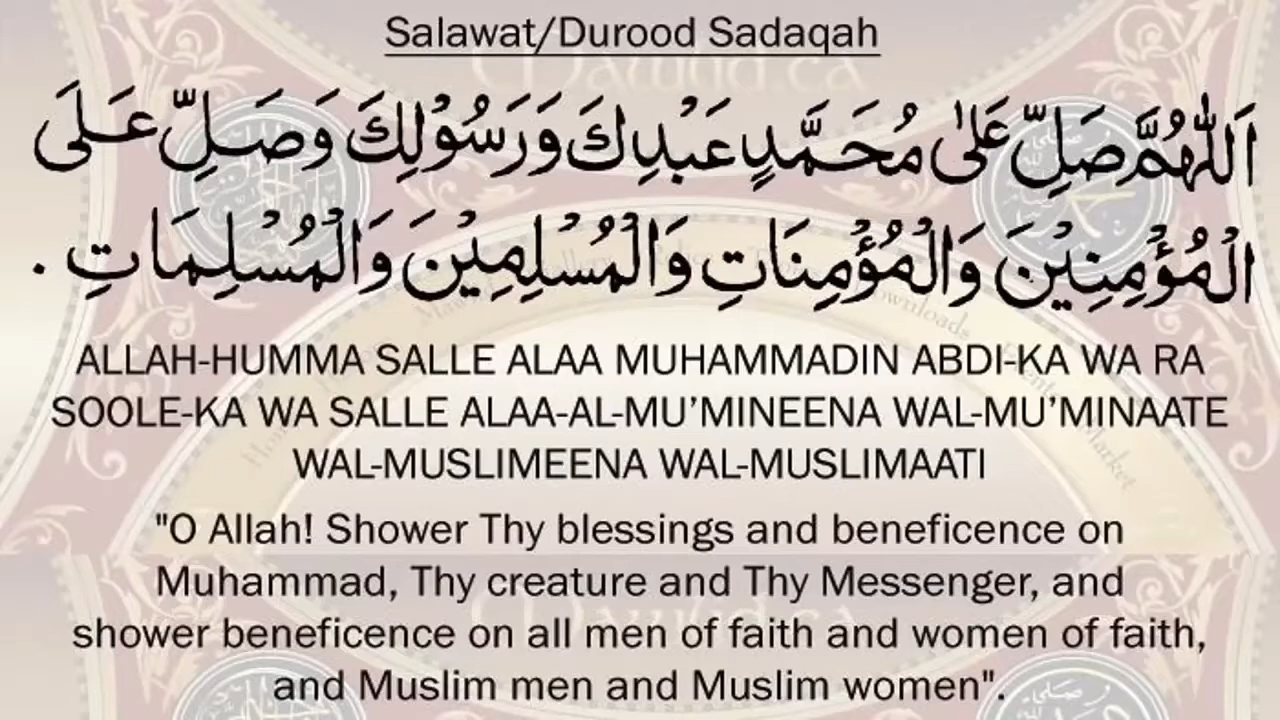 Salawat/Durood Sadaqah
اَللّٰهُمَّ صَلِّ عَلٰى مُحَمَّدٍ عَبْدِكَ وَرَسُوْلِكَ وَصَلِّ عَلَى
الْمُؤْمِنِيْنَ وَالْمُؤْمِنَاتِ وَالْمُسْلِمِيْنَ وَالْمُسْلِمَاتِ .
ALLAH-HUMMA SALLE ALAA MUHAMMADIN ABDI-KA WA RA
SOOLE-KA WA SALLE ALAA-AL-MU’MINEENA WAL-MU’MINAATE
WAL-MUSLIMEENA WAL-MUSLIMAATI
"O Allah! Shower Thy blessings and beneficence on
Muhammad, Thy creature and Thy Messenger, and
shower beneficence on all men of faith and women of faith,
and Muslim men and Muslim women".